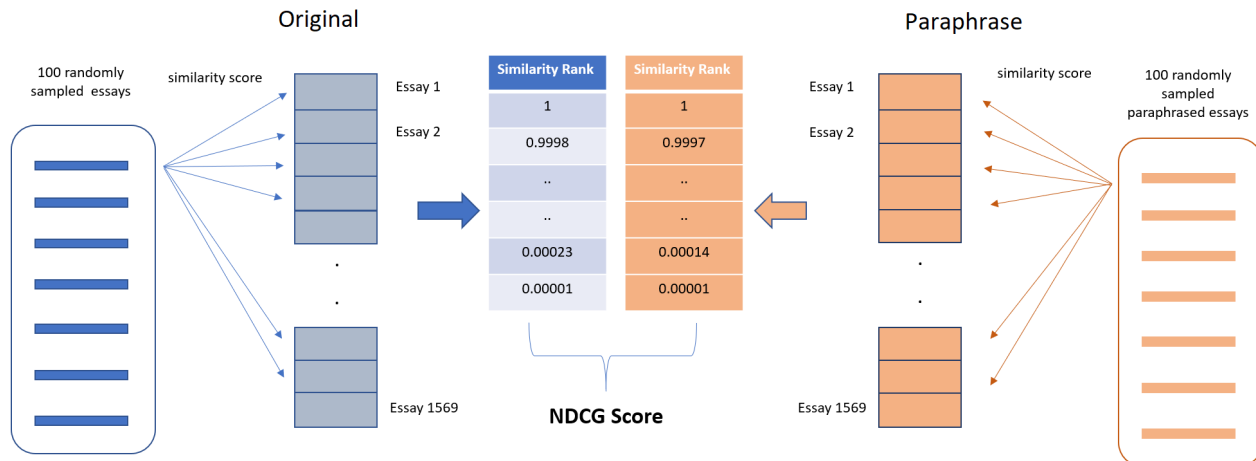 Original
Paraphrase
100 randomly
sampled essays
similarity score
Essay 1
Essay 2
.
.
Essay 1569
Similarity Rank
1
0.9998
..
..
0.00023
0.00001
Similarity Rank
1
0.9997
..
..
0.00014
0.00001
NDCG Score
Essay 1
Essay 2
.
.
Essay 1569
similarity score
100 randomly
sampled
paraphrased essays